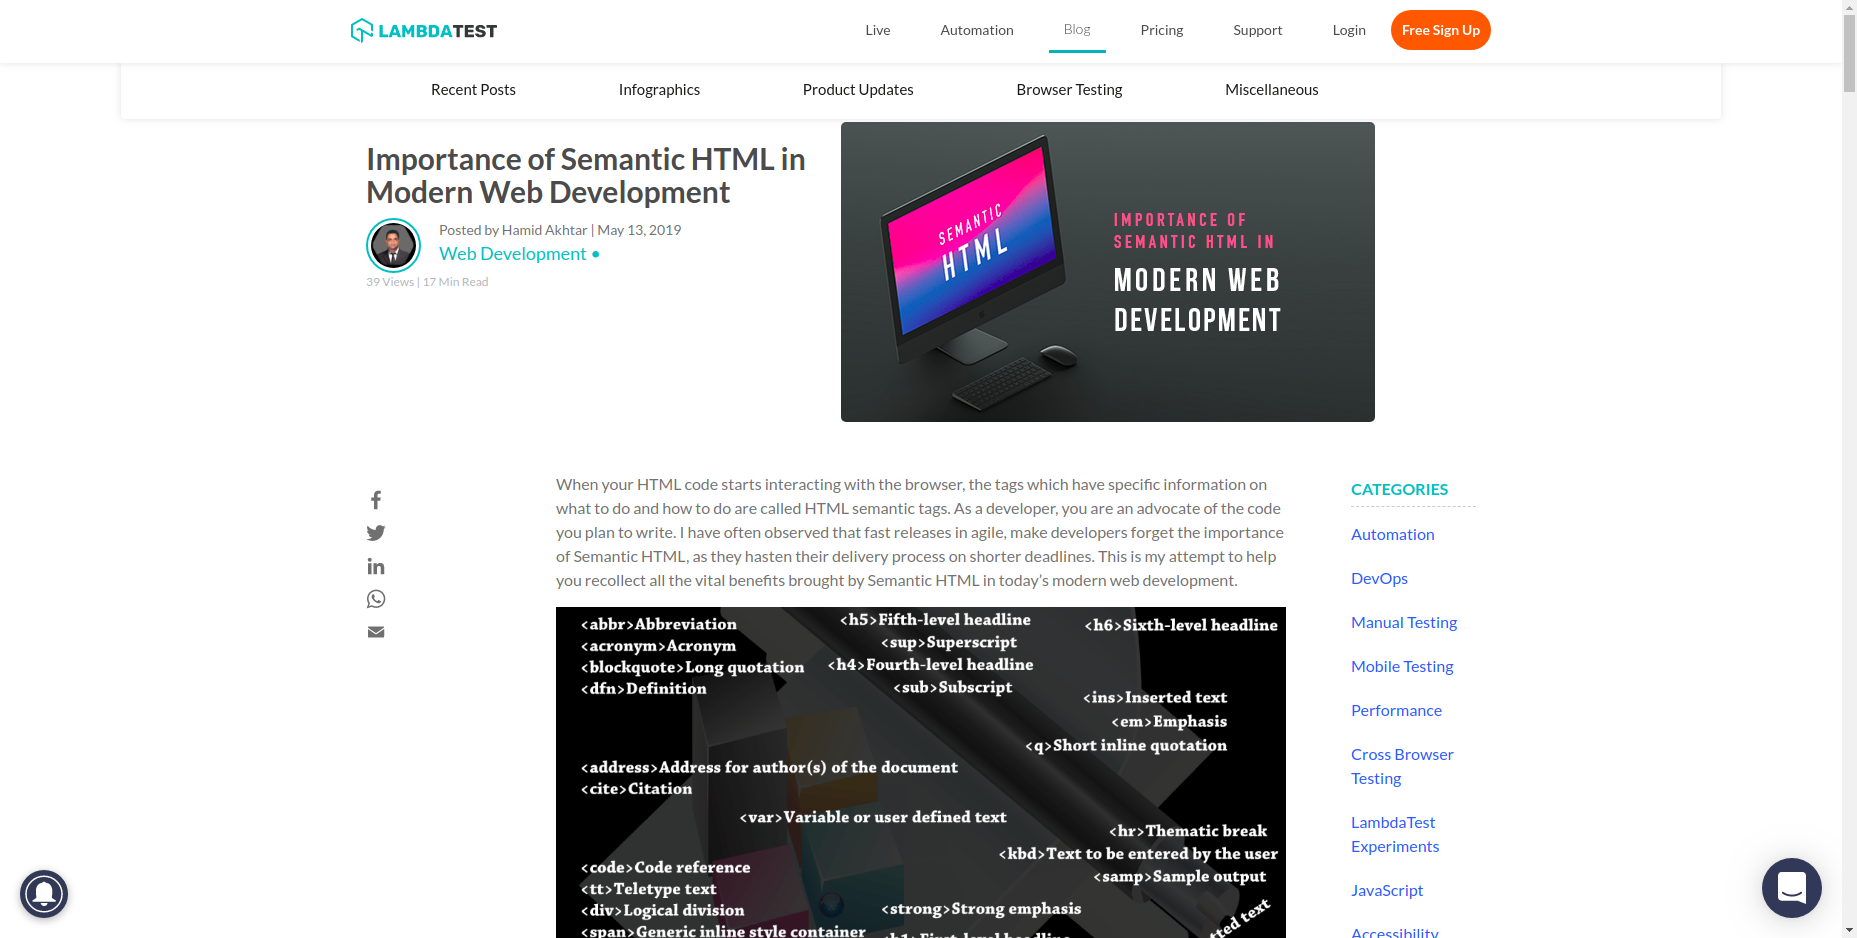 LAMBDATEST
Live
Automation
Blog
Pricing
Support
Login
Free Sign Up
Recent Posts
Infographics
Product Updates
Browser Testing
Miscellaneous
Importance of Semantic HTML in
Modern Web Development
Posted by Hamid Akhtar | May 13, 2019
Web Development •
39 Views | 17 Min Read
SEMANTIC
HTML
IMPORTANCE OF
SEMANTIC HTML IN
MODERN WEB
DEVELOPMENT
When your HTML code starts interacting with the browser, the tags which have specific information on
what to do and how to do are called HTML semantic tags. As a developer, you are an advocate of the code
you plan to write. I have often observed that fast releases in agile, make developers forget the importance
of Semantic HTML, as they hasten their delivery process on shorter deadlines. This is my attempt to help
you recollect all the vital benefits brought by Semantic HTML in today’s modern web development.
<abbr>Abbreviation
<acronym>Acronym
<blockquote>Long quotation
<dfn>Definition
<h5>Fifth-level headline
<sup>Superscript
<h4>Fourth-level headline
<sub>Subscript
<h6>Sixth-level headline
<ins>Inserted text
<em>Emphasis
<q>Short inline quotation
<address>Address for author(s) of the document
<cite>Citation
<var>Variable or user defined text
<hr>Thematic break
<kbd>Text to be entered by the user
<samp>Sample output
<code>Code reference
<tt>Teletype text
<div>Logical division
<span>Generic inline style container
<strong>Strong emphasis
<h1>First-level headline
text
CATEGORIES
Automation
DevOps
Manual Testing
Mobile Testing
Performance
Cross Browser
Testing
LambdaTest
Experiments
JavaScript
Accessibility